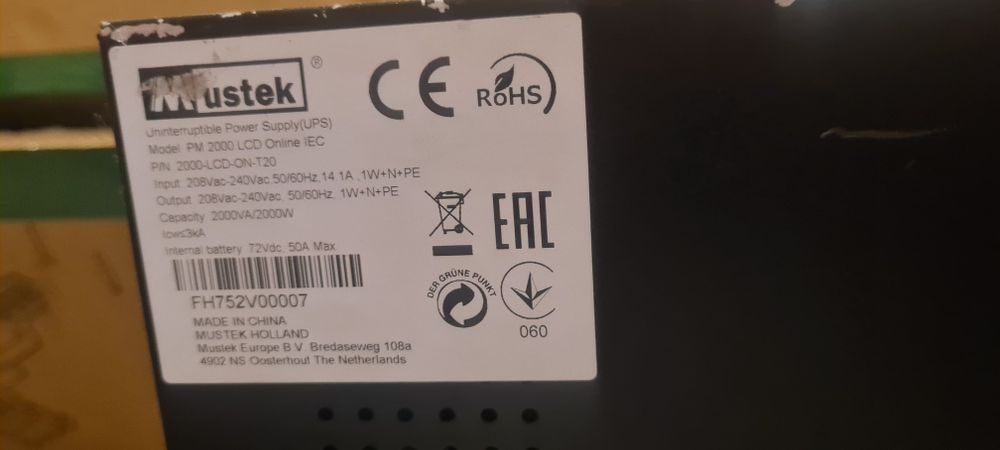 Mustek ®
CE RoHS
Uninterruptible Power Supply(UPS)
Model: PM 2000 LCD Online IEC
P/N: 2000-LCD-ON-T20
Input: 208Vac-240Vac,50/60Hz,14.1A ,1W+N+PE
Output: 208Vac-240Vac, 50/60Hz, 1W+N+PE
Capacity: 2000VA/2000W
Icw≤3kA
Internal battery: 72Vdc, 50A Max
EAC
FH752V00007
DER GRÜNE PUNKT
060
MADE IN CHINA
MUSTEK HOLLAND
Mustek Europe B.V. Bredaseweg 108a
4902 NS Oosterhout The Netherlands